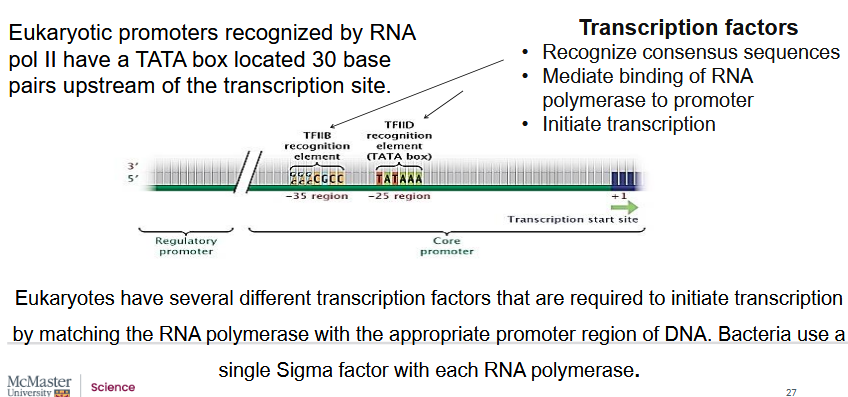 Eukaryotic promoters recognized by RNA
pol II have a TATA box located 30 base
pairs upstream of the transcription site.
Transcription factors
• Recognize consensus sequences
• Mediate binding of RNA
polymerase to promoter
• Initiate transcription
TFIIB
recognition
element
TFIID
recognition
element
(TATA box)
3′
5′
CGCC
TATAAA
−35 region
−25 region
+1
Transcription start site
Regulatory
promoter
Core
promoter
Eukaryotes have several different transcription factors that are required to initiate transcription
by matching the RNA polymerase with the appropriate promoter region of DNA. Bacteria use a
single Sigma factor with each RNA polymerase.
McMaster
University
Science
27